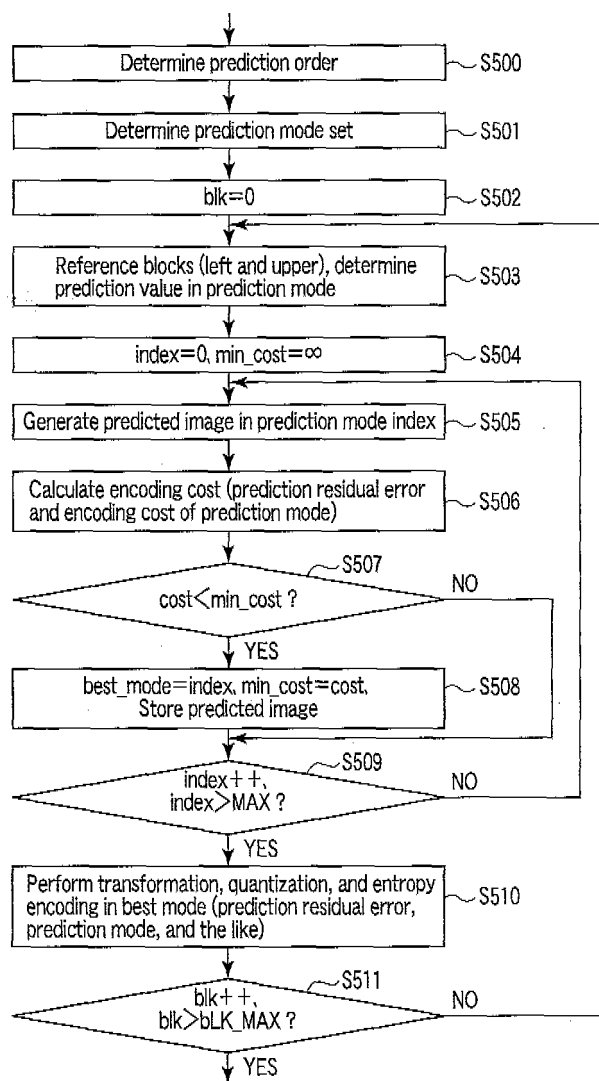 Determine prediction order
S500
Determine prediction mode set
S501
blk=0
S502
Reference blocks (left and upper), determine
prediction value in prediction mode
S503
index=0, min_cost=∞
S504
Generate predicted image in prediction mode index
S505
Calculate encoding cost (prediction residual error
and encoding cost of prediction mode)
S506
S507
cost<min_cost ?
NO
YES
best_mode=index, min_cost=cost,
Store predicted image
S508
S509
index++,
index>MAX ?
NO
YES
Perform transformation, quantization, and entropy
encoding in best mode (prediction residual error,
prediction mode, and the like)
S510
S511
blk++,
blk>bLK_MAX ?
NO
YES